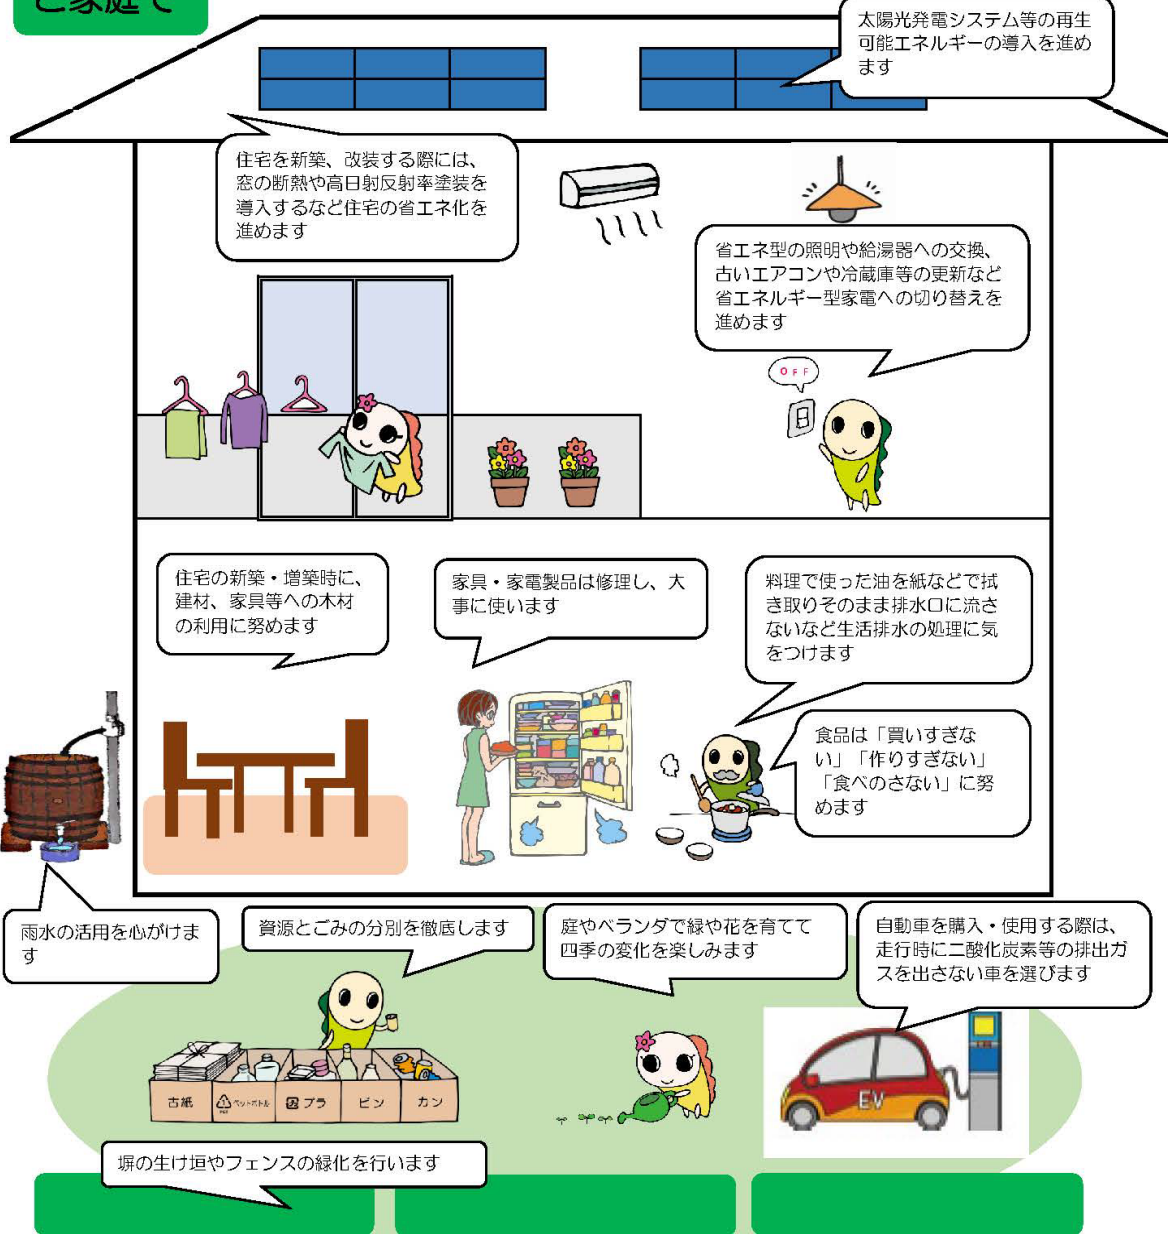 ご家庭で
太陽光発電システム等の再生
可能エネルギーの導入を進め
ます
住宅を新築、改装する際には、
窓の断熱や高日射反射率塗装を
導入するなど住宅の省エネ化を
進めます
省エネ型の照明や給湯器への交換、
古いエアコンや冷蔵庫等の更新など
省エネルギー型家電への切り替えを
進めます
OFF
住宅の新築・増築時に、
建材、家具等への木材
の利用に努めます
家具・家電製品は修理し、大
事に使います
料理で使った油を紙などで拭
き取りそのまま排水口に流さ
ないなど生活排水の処理に気
をつけます
食品は「買いすぎな
い」「作りすぎない」
「食べのさない」に努
めます
雨水の活用を心がけま
す
資源とごみの分別を徹底します
庭やベランダで緑や花を育てて
四季の変化を楽しみます
自動車を購入・使用する際は、
走行時に二酸化炭素等の排出ガ
スを出さない車を選びます
古紙
ペットボトル
プラ
ビン
カン
EV
塀の生け垣やフェンスの緑化を行います